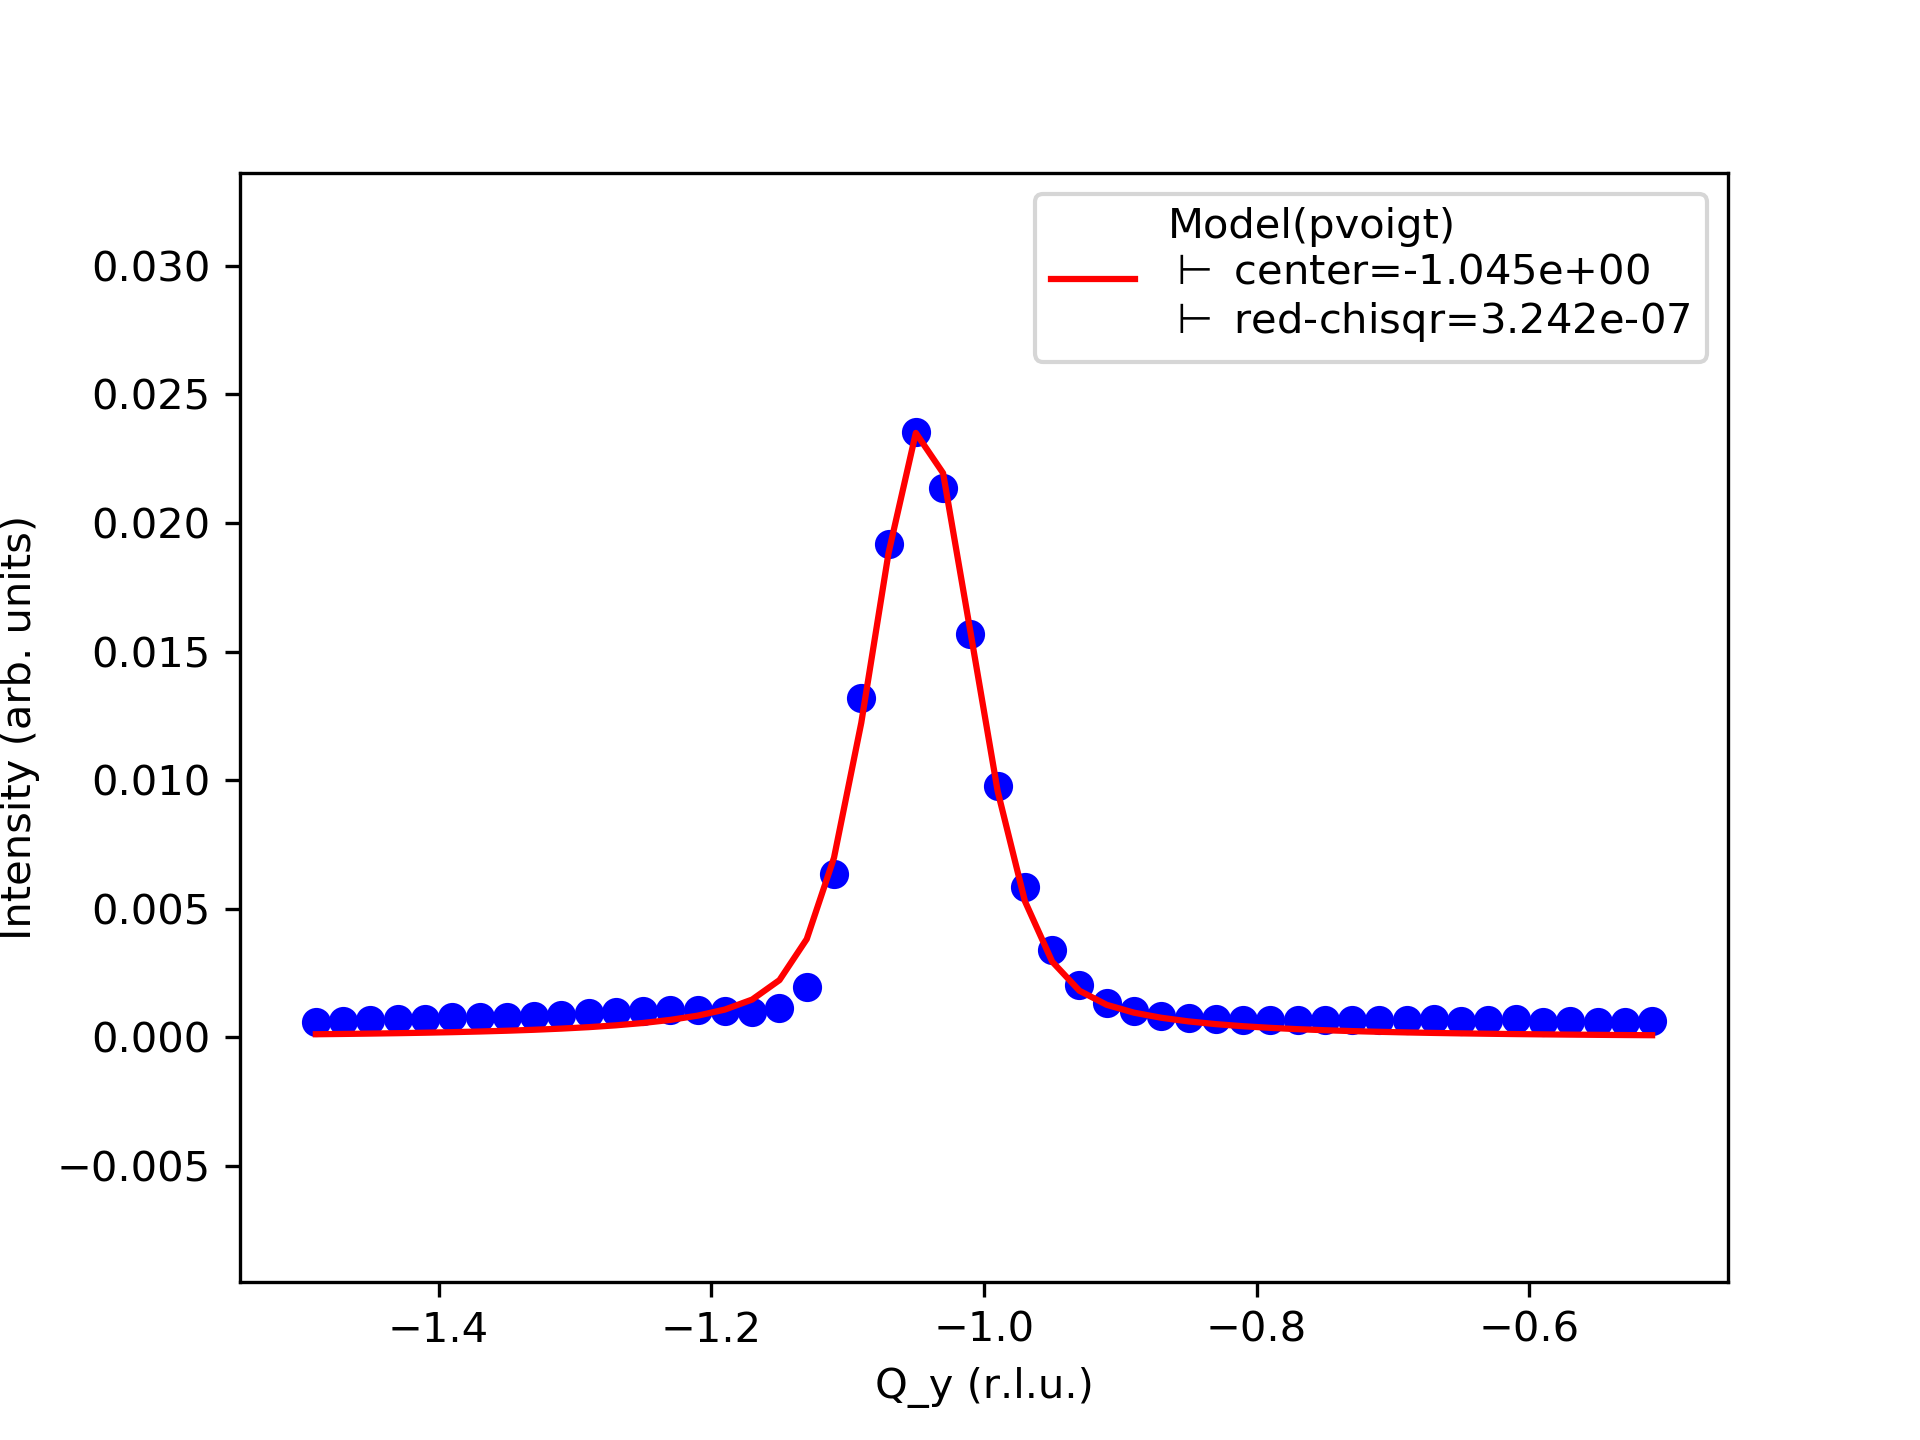 Model(pvoigt)
⊢ center=-1.045e+00
⊢ red-chisqr=3.242e-07
0.030
0.025
0.020
0.015
0.010
0.005
0.000
−0.005
Intensity (arb. units)
−1.4 −1.2 −1.0 −0.8 −0.6
Q_y (r.l.u.)